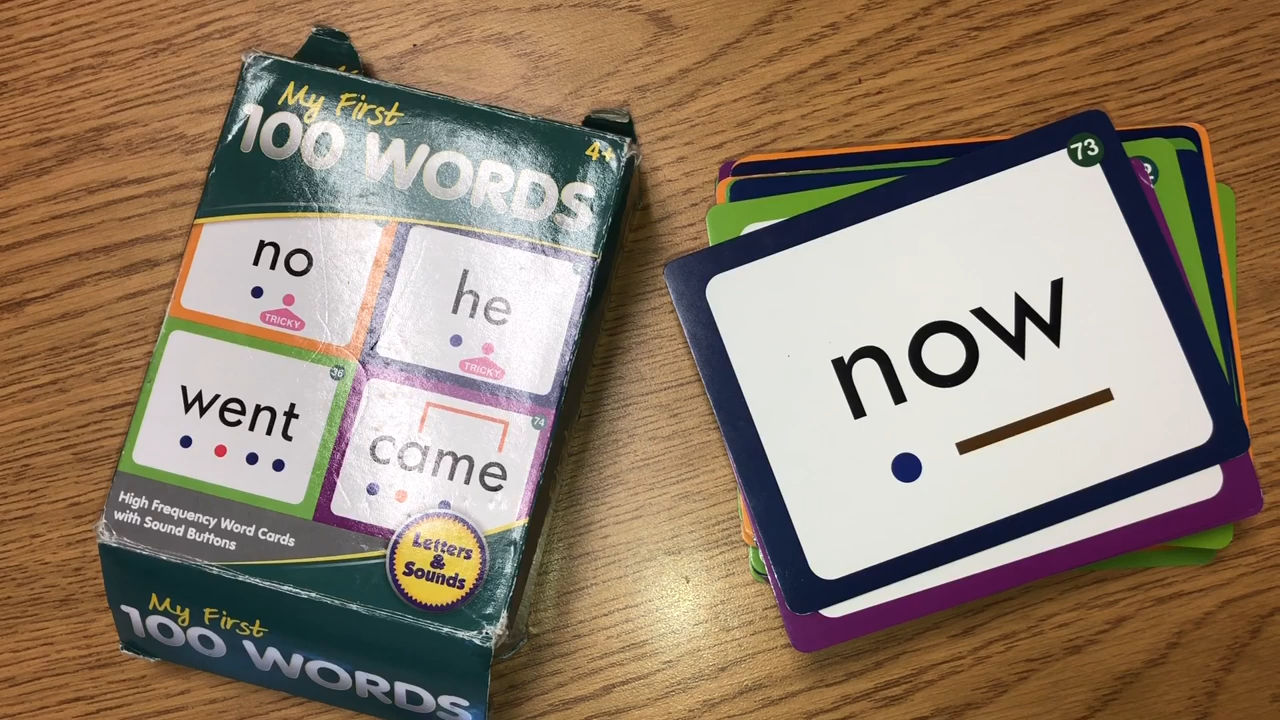 My First
100 WORDS
4+
no
TRICKY
he
TRICKY
went
36
came
74
High Frequency Word Cards
with Sound Buttons
Letters
&
Sounds
My First
100 WORDS
73
now